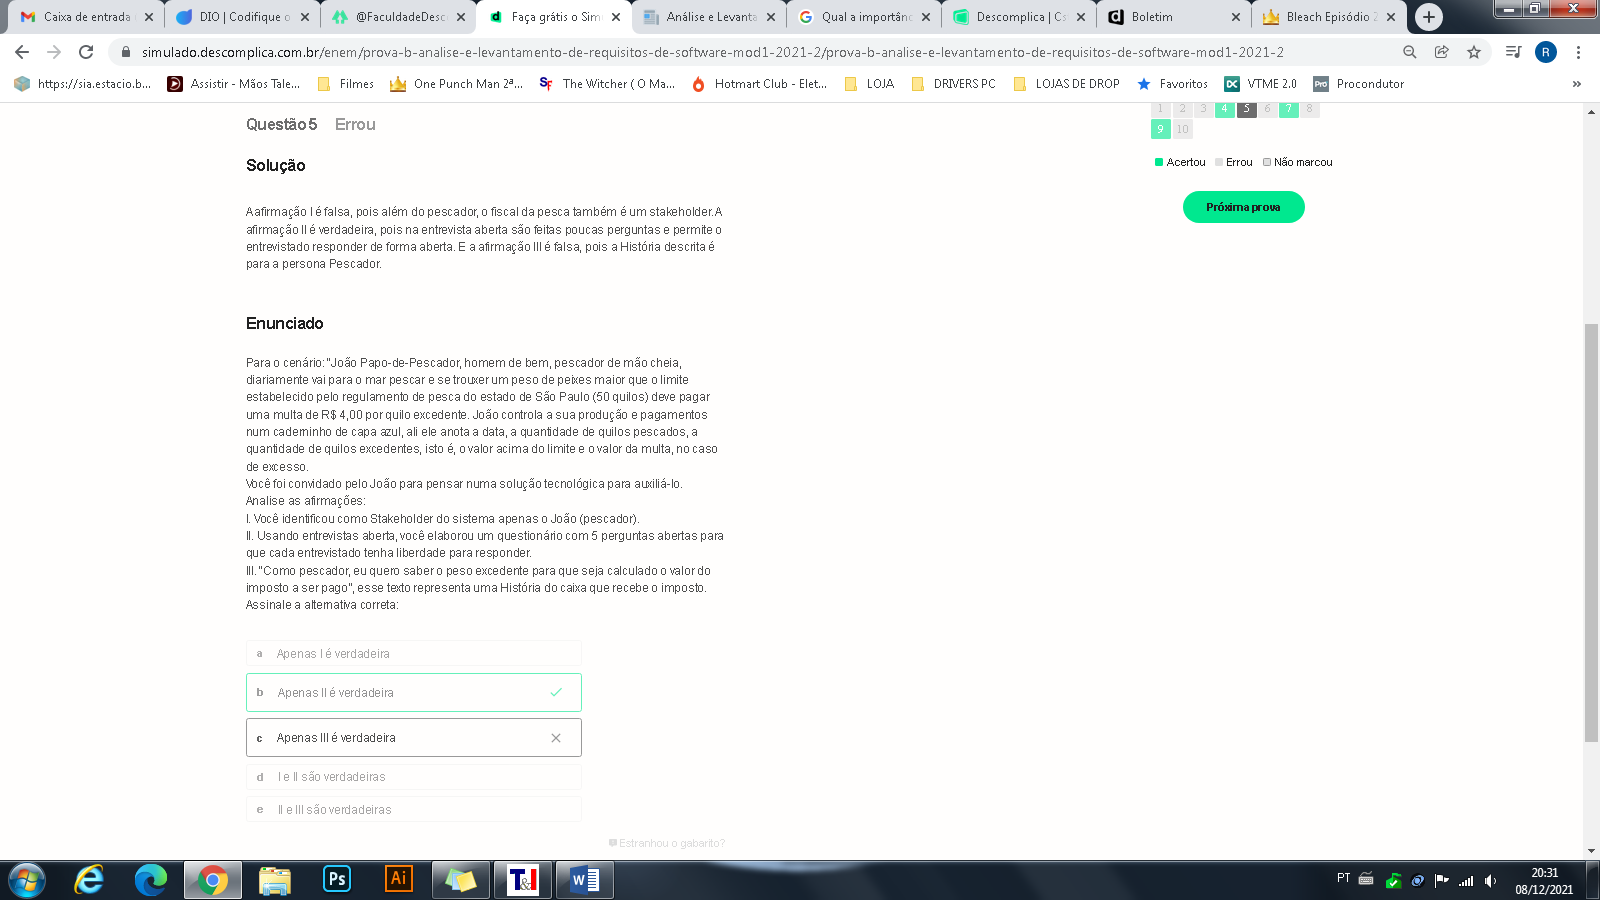 Caixa de entrada
DIO | Codifique o
@FaculdadeDesc
Faça grátis o Sim
Análise e Levanta
Qual a importânc
Descomplica | Cs
Boletim
Bleach Episódio 2
simulado.descomplica.com.br/enem/prova-b-analise-e-levantamento-de-requisitos-de-software-mod1-2021-2/prova-b-analise-e-levantamento-de-requisitos-de-software-mod1-2021-2
R
https://sia.estacio.b...
Assistir - Mãos Tale...
Filmes
One Punch Man 2ª...
The Witcher ( O Ma...
Hotmart Club - Elet...
LOJA
DRIVERS PC
LOJAS DE DROP
Favoritos
VTME 2.0
Procondutor
»
1 2 3 4 5 6 7 8
9 10
Acertou Errou Não marcou
Próxima prova
Questão 5 Errou
Solução
A afirmação I é falsa, pois além do pescador, o fiscal da pesca também é um stakeholder. A
afirmação II é verdadeira, pois na entrevista aberta são feitas poucas perguntas e permite o
entrevistado responder de forma aberta. E a afirmação III é falsa, pois a História descrita é
para a persona Pescador.
Enunciado
Para o cenário: "João Papo-de-Pescador, homem de bem, pescador de mão cheia,
diariamente vai para o mar pescar e se trouxer um peso de peixes maior que o limite
estabelecido pelo regulamento de pesca do estado de São Paulo (50 quilos) deve pagar
uma multa de R$ 4,00 por quilo excedente. João controla a sua produção e pagamentos
num caderninho de capa azul, ali ele anota a data, a quantidade de quilos pescados, a
quantidade de quilos excedentes, isto é, o valor acima do limite e o valor da multa, no caso
de excesso.
Você foi convidado pelo João para pensar numa solução tecnológica para auxiliá-lo.
Analise as afirmações:
I. Você identificou como Stakeholder do sistema apenas o João (pescador).
II. Usando entrevistas aberta, você elaborou um questionário com 5 perguntas abertas para
que cada entrevistado tenha liberdade para responder.
III. "Como pescador, eu quero saber o peso excedente para que seja calculado o valor do
imposto a ser pago", esse texto representa uma História do caixa que recebe o imposto.
Assinale a alternativa correta:
a Apenas I é verdadeira
b Apenas II é verdadeira
c Apenas III é verdadeira
d I e II são verdadeiras
e II e III são verdadeiras
Estranhou o gabarito?
Ps
Ai
T&I
W
PT
20:31
08/12/2021